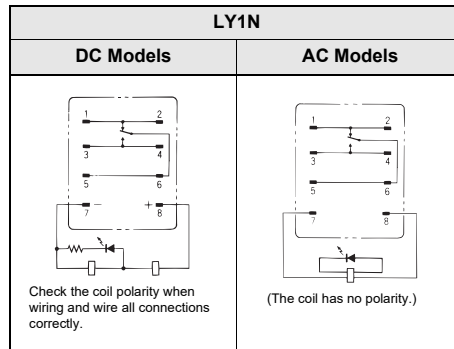 LY1N
DC Models
AC Models
1 2
3 4
5 6
7 − + 8
Check the coil polarity when
wiring and wire all connections
correctly.
1 2
3 4
5 6
7 8
(The coil has no polarity.)